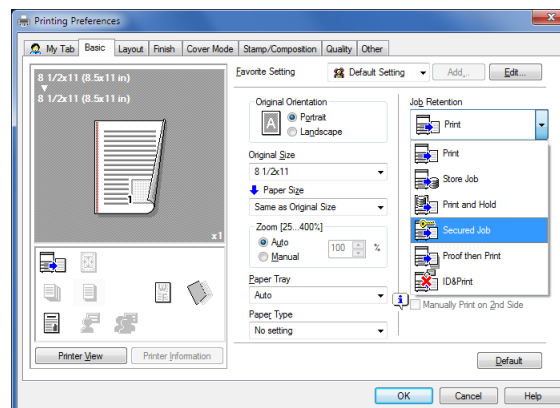 Printing Preferences
My Tab Basic Layout Finish Cover Mode Stamp/Composition Quality Other
8 1/2x11 (8.5x11 in)
8 1/2x11 (8.5x11 in)
1
x1
Printer View Printer Information
Favorite Setting Default Setting Add... Edit...
Original Orientation
A
Portrait
Landscape
Original Size
8 1/2x11
Paper Size
Same as Original Size
Zoom [25...400%]
Auto
Manual
100 %
Paper Tray
Auto
Paper Type
No setting
Job Retention
Print
Print
Store Job
Print and Hold
Secured Job
Proof then Print
ID&Print
Manually Print on 2nd Side
Default
OK Cancel Help